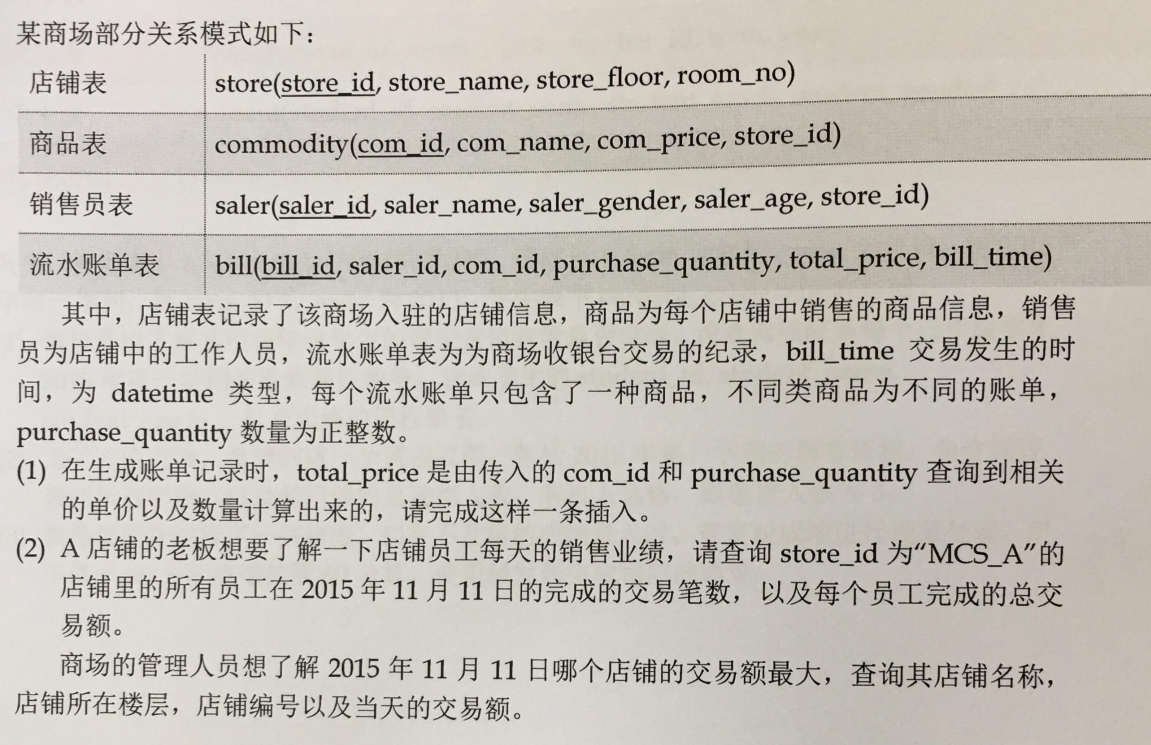 某商场部分关系模式如下：
店铺表 store(store_id, store_name, store_floor, room_no)
商品表 commodity(com_id, com_name, com_price, store_id)
销售员表 saler(saler_id, saler_name, saler_gender, saler_age, store_id)
流水账单表 bill(bill_id, saler_id, com_id, purchase_quantity, total_price, bill_time)
其中，店铺表记录了该商场入驻的店铺信息，商品为每个店铺中销售的商品信息，销售
员为店铺中的工作人员，流水账单表为为商场收银台交易的纪录，bill_time 交易发生的时
间，为 datetime 类型，每个流水账单只包含了一种商品，不同类商品为不同的账单，
purchase_quantity 数量为正整数。
(1) 在生成账单记录时，total_price 是由传入的 com_id 和 purchase_quantity 查询到相关
的单价以及数量计算出来的，请完成这样一条插入。
(2) A 店铺的老板想要了解一下店铺员工每天的销售业绩，请查询 store_id 为“MCS_A”的
店铺里的所有员工在 2015 年 11 月 11 日的完成的交易笔数，以及每个员工完成的总交
易额。
商场的管理人员想了解 2015 年 11 月 11 日哪个店铺的交易额最大，查询其店铺名称，
店铺所在楼层，店铺编号以及当天的交易额。